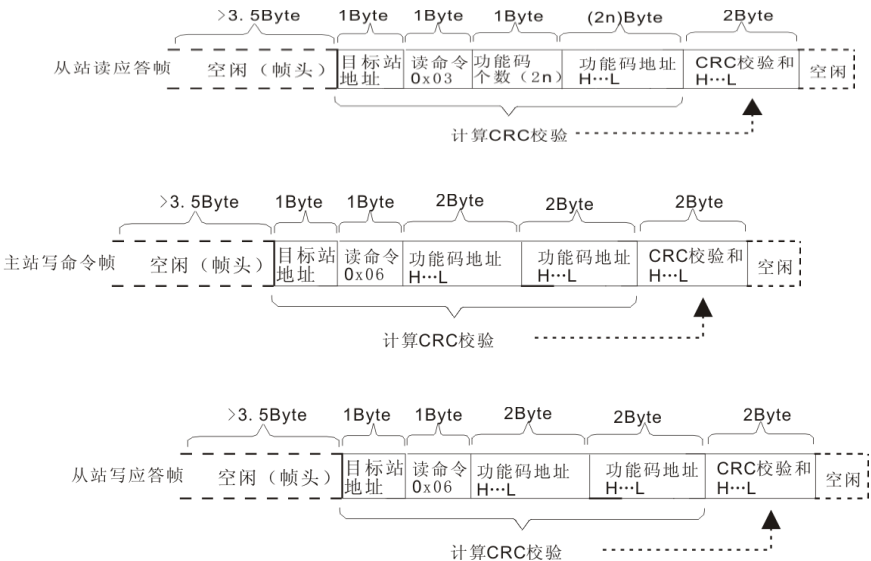 >3.5Byte 1Byte 1Byte 1Byte (2n)Byte 2Byte
从站读应答帧 空闲（帧头） 目标站 读命令 功能码 功能码地址 CRC校验和 空闲
地址 0x03 个数（2n） H…L H…L
计算CRC校验
>3.5Byte 1Byte 1Byte 2Byte 2Byte 2Byte
主站写命令帧 空闲（帧头） 目标站 读命令 功能码地址 功能码地址 CRC校验和 空闲
地址 0x06 H…L H…L H…L
计算CRC校验
>3.5Byte 1Byte 1Byte 2Byte 2Byte 2Byte
从站写应答帧 空闲（帧头） 目标站 读命令 功能码地址 功能码地址 CRC校验和 空闲
地址 0x06 H…L H…L H…L
计算CRC校验